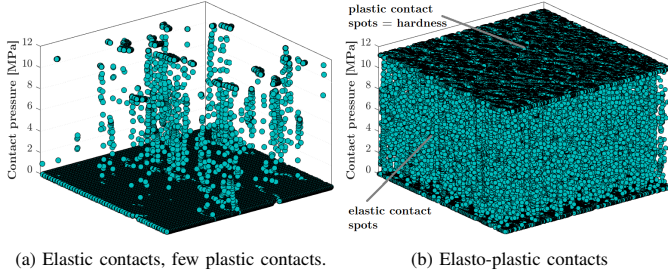 Contact pressure [MPa]
12
10
8
6
4
2
0
plastic contact
spots = hardness
Contact pressure [MPa]
12
10
8
6
4
2
0
elastic contact
spots
(a) Elastic contacts, few plastic contacts.
(b) Elasto-plastic contacts